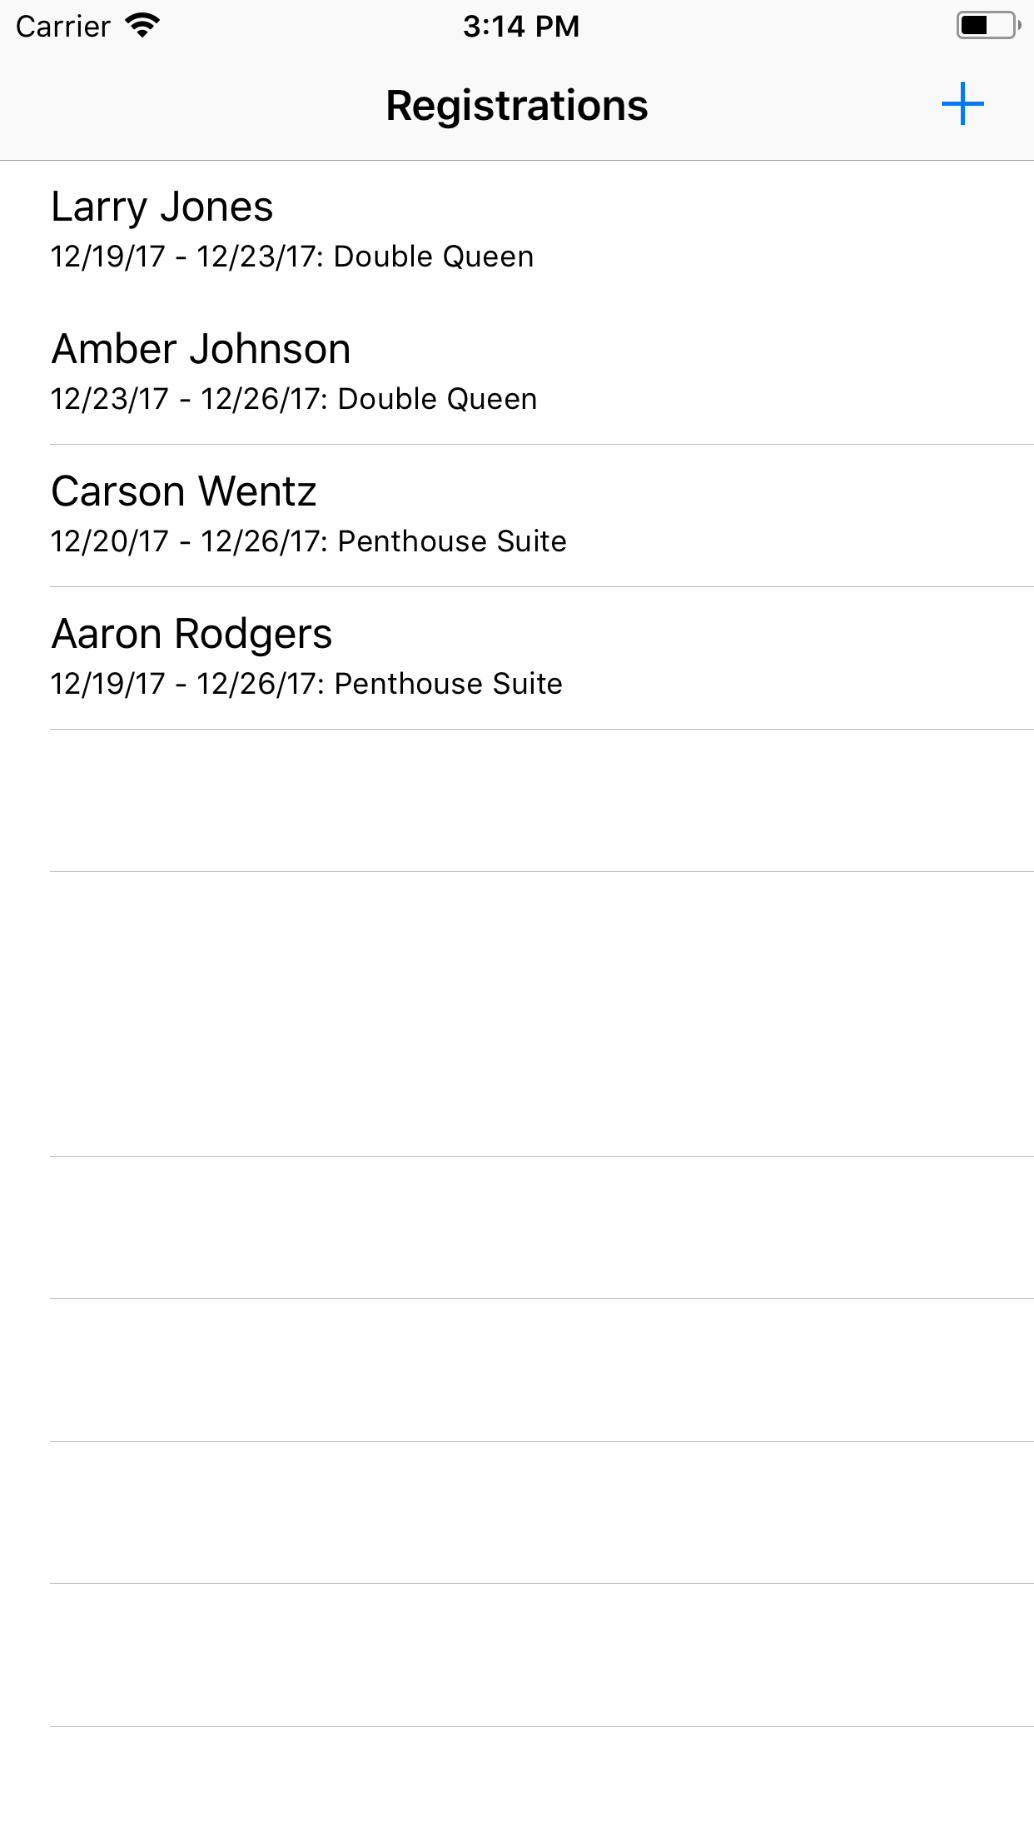 Carrier 3:14 PM
Registrations
Larry Jones
12/19/17 - 12/23/17: Double Queen
Amber Johnson
12/23/17 - 12/26/17: Double Queen
Carson Wentz
12/20/17 - 12/26/17: Penthouse Suite
Aaron Rodgers
12/19/17 - 12/26/17: Penthouse Suite